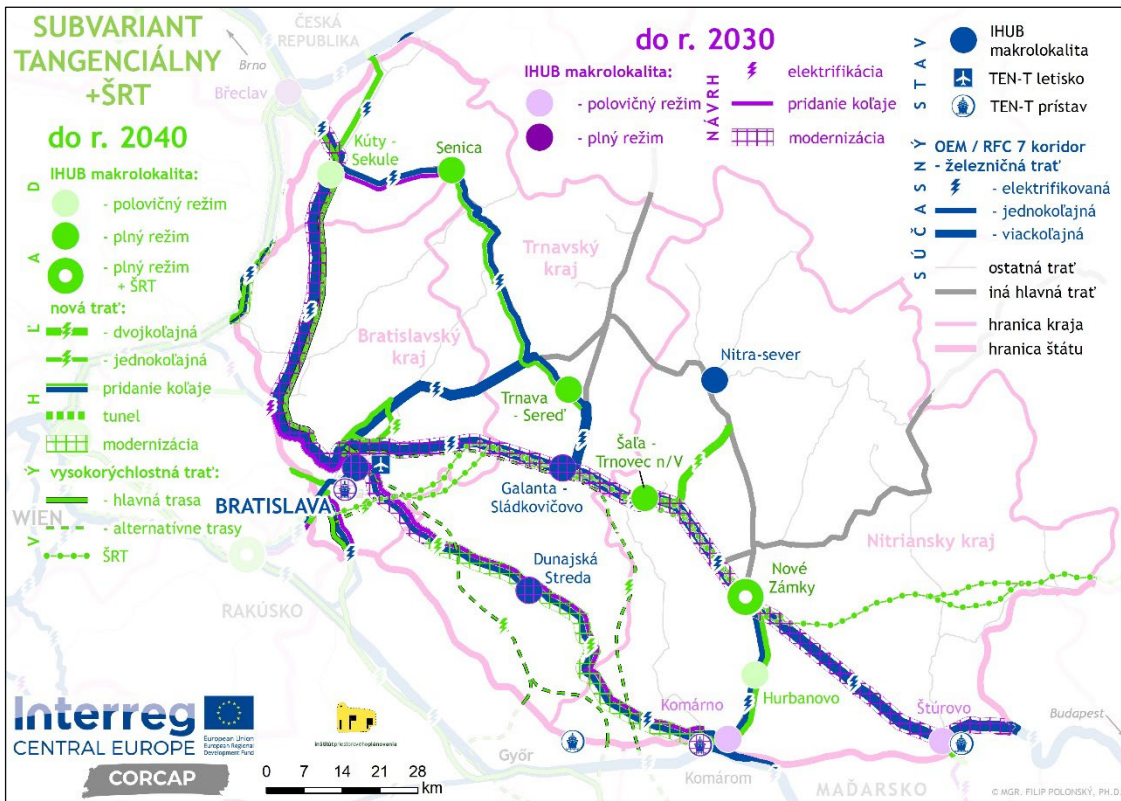 SUBVARIANT
TANGENCIÁLNY
+ŠRT
do r. 2040
IHUB makrolokalita:
- polovičný režim
- plný režim
- plný režim
+ ŠRT
nová trať:
- dvojkoľajná
- jednokoľajná
pridanie koľaje
tunel
modernizácia
vysokorýchlostná trať:
- hlavná trasa
- alternatívne trasy
ŠRT
VÝHĽAD
do r. 2030
IHUB makrolokalita:
- polovičný režim
- plný režim
NÁVRH
elektrifikácia
pridanie koľaje
modernizácia
SÚČASNÝ STAV
IHUB
makrolokalita
TEN-T letisko
TEN-T prístav
OEM / RFC 7 koridor
- železničná trať
- elektrifikovaná
- jednokoľajná
- viackoľajná
ostatná trať
iná hlavná trať
hranica kraja
hranica štátu
ČESKÁ
REPUBLIKA
Brno
Břeclav
Kúty -
Sekule
Senica
Trnavský
kraj
Bratislavský
kraj
Nitra-sever
Trnava
- Sereď
Šaľa -
Trnovec n/V
BRATISLAVA
Galanta -
Sládkovičovo
WIEN
Nitriansky kraj
Dunajská
Streda
Nové
Zámky
RAKÚSKO
Hurbanovo
Komárno
Štúrovo
Budapest
Győr
Komárom
MAĎARSKO
Interreg
CENTRAL EUROPE
European Union
European Regional
Development Fund
CORCAP
inštitútpriestorovéhoplánovania
0 7 14 21 28
km
© MGR. FILIP POLONSKÝ, PH.D.